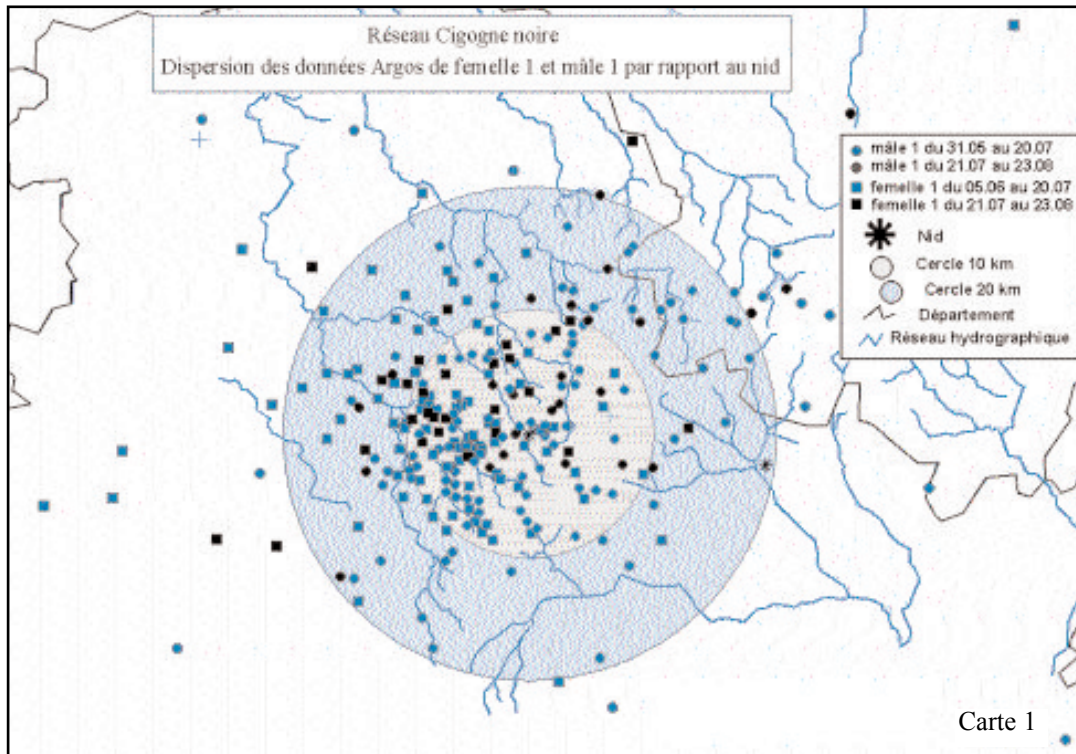 Réseau Cigogne noire
Dispersion des données Argos de femelle 1 et mâle 1 par rapport au nid
mâle 1 du 31.05 au 20.07
mâle 1 du 21.07 au 23.08
femelle 1 du 05.06 au 20.07
femelle 1 du 21.07 au 23.08
Nid
Cercle 10 km
Cercle 20 km
Département
Réseau hydrographique
Carte 1